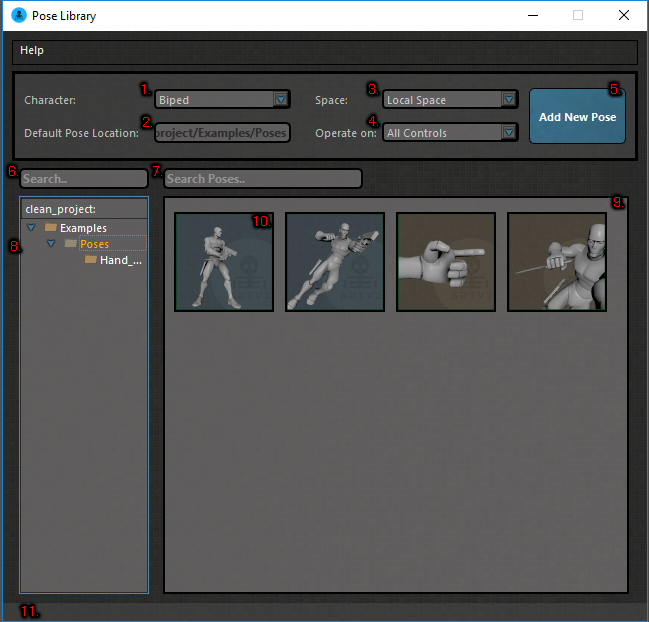 Pose Library
Help
1.
3.
5.
Character:
Biped
Space:
Local Space
Add New Pose
2.
4.
Default Pose Location:
project/Examples/Poses
Operate on:
All Controls
6.
Search..
7.
Search Poses..
9.
clean_project:
Examples
10.
8.
Poses
Hand_...
11.